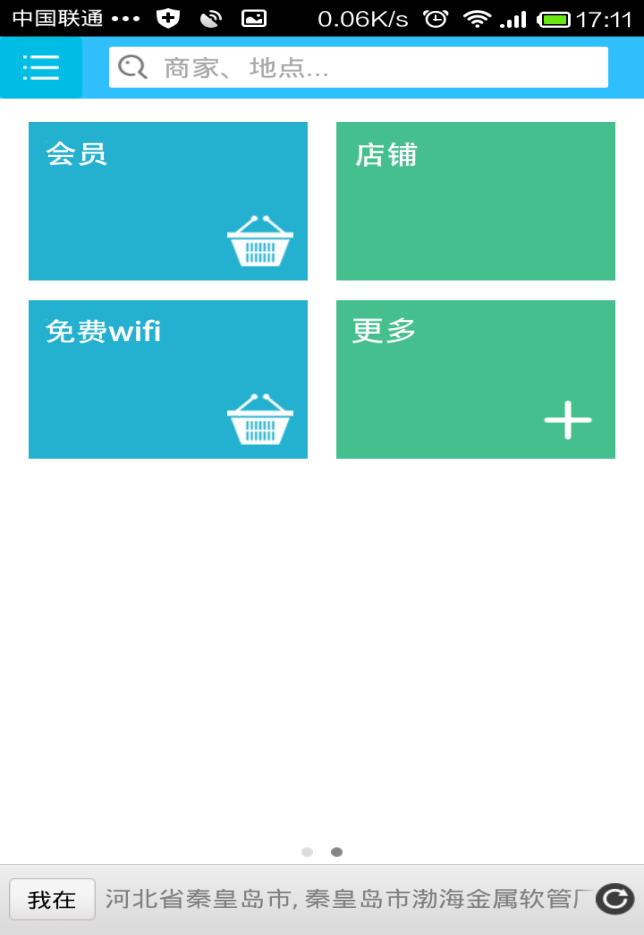 中国联通 ••• 0.06K/s 17:11
商家、地点...
会员
店铺
免费wifi
更多
我在 河北省秦皇岛市, 秦皇岛市渤海金属软管厂